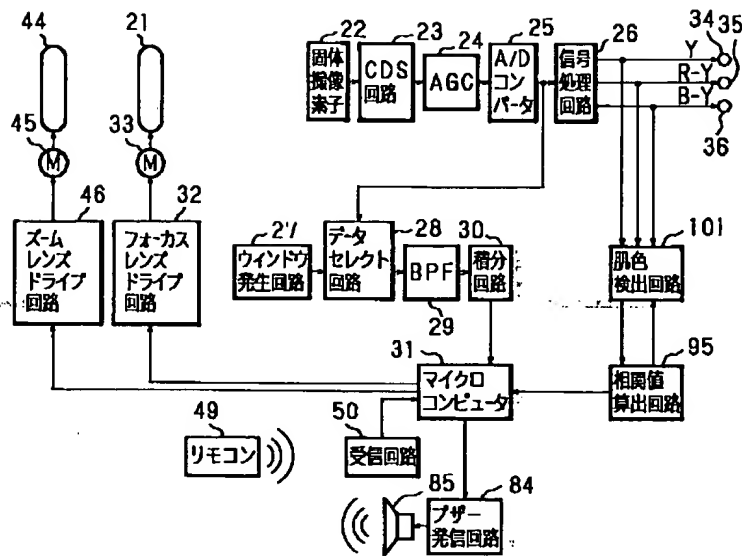 44
21
22
固体
撮像
素子
23
CDS
回路
24
AGC
25
A/D
コン
バータ
26
信号
処理
回路
Y
R-Y
B-Y
34
35
36
45
M
33
M
46
ズーム
レンズ
ドライブ
回路
32
フォーカス
レンズ
ドライブ
回路
27
ウィンドウ
発生回路
データ
セレクト
回路
28
BPF
29
30
積分
回路
101
肌色
検出回路
31
マイクロ
コンピュータ
95
相関値
算出回路
49
リモコン
50
受信回路
85
84
ブザー
発信回路